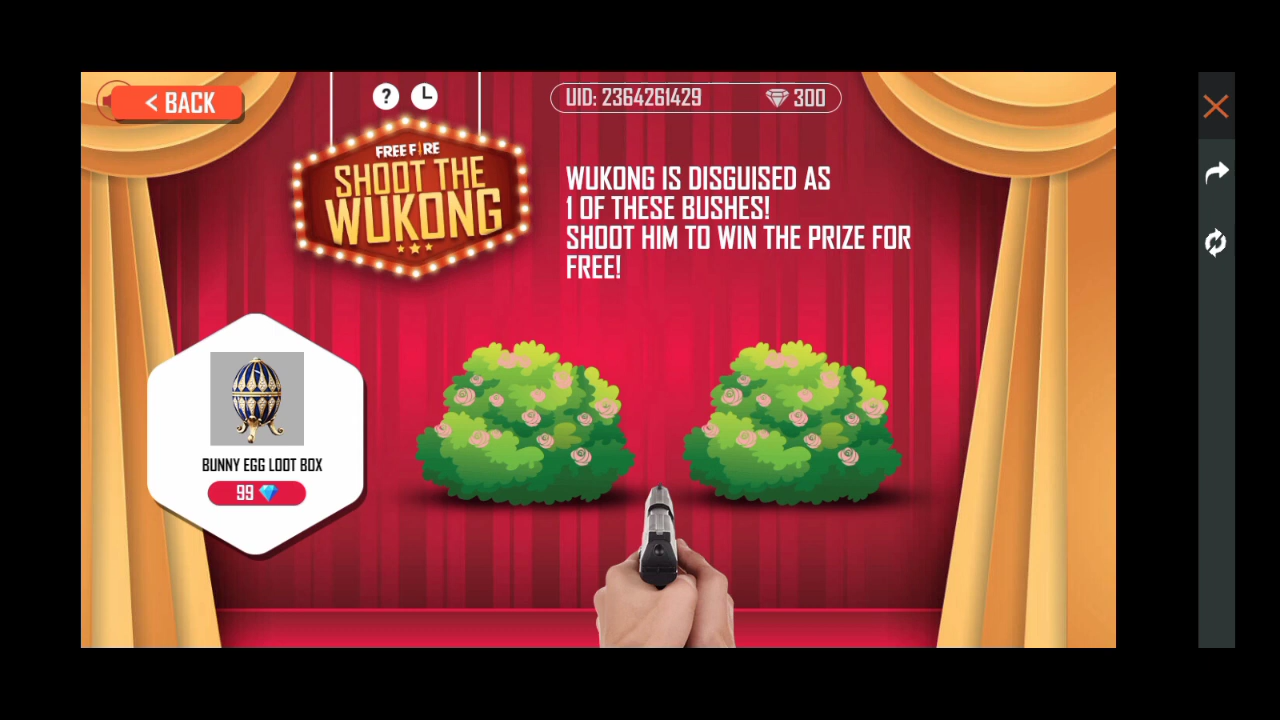 < BACK
?
UID: 2364261429
300
FREE FIRE
SHOOT THE
WUKONG
WUKONG IS DISGUISED AS
1 OF THESE BUSHES!
SHOOT HIM TO WIN THE PRIZE FOR
FREE!
BUNNY EGG LOOT BOX
99